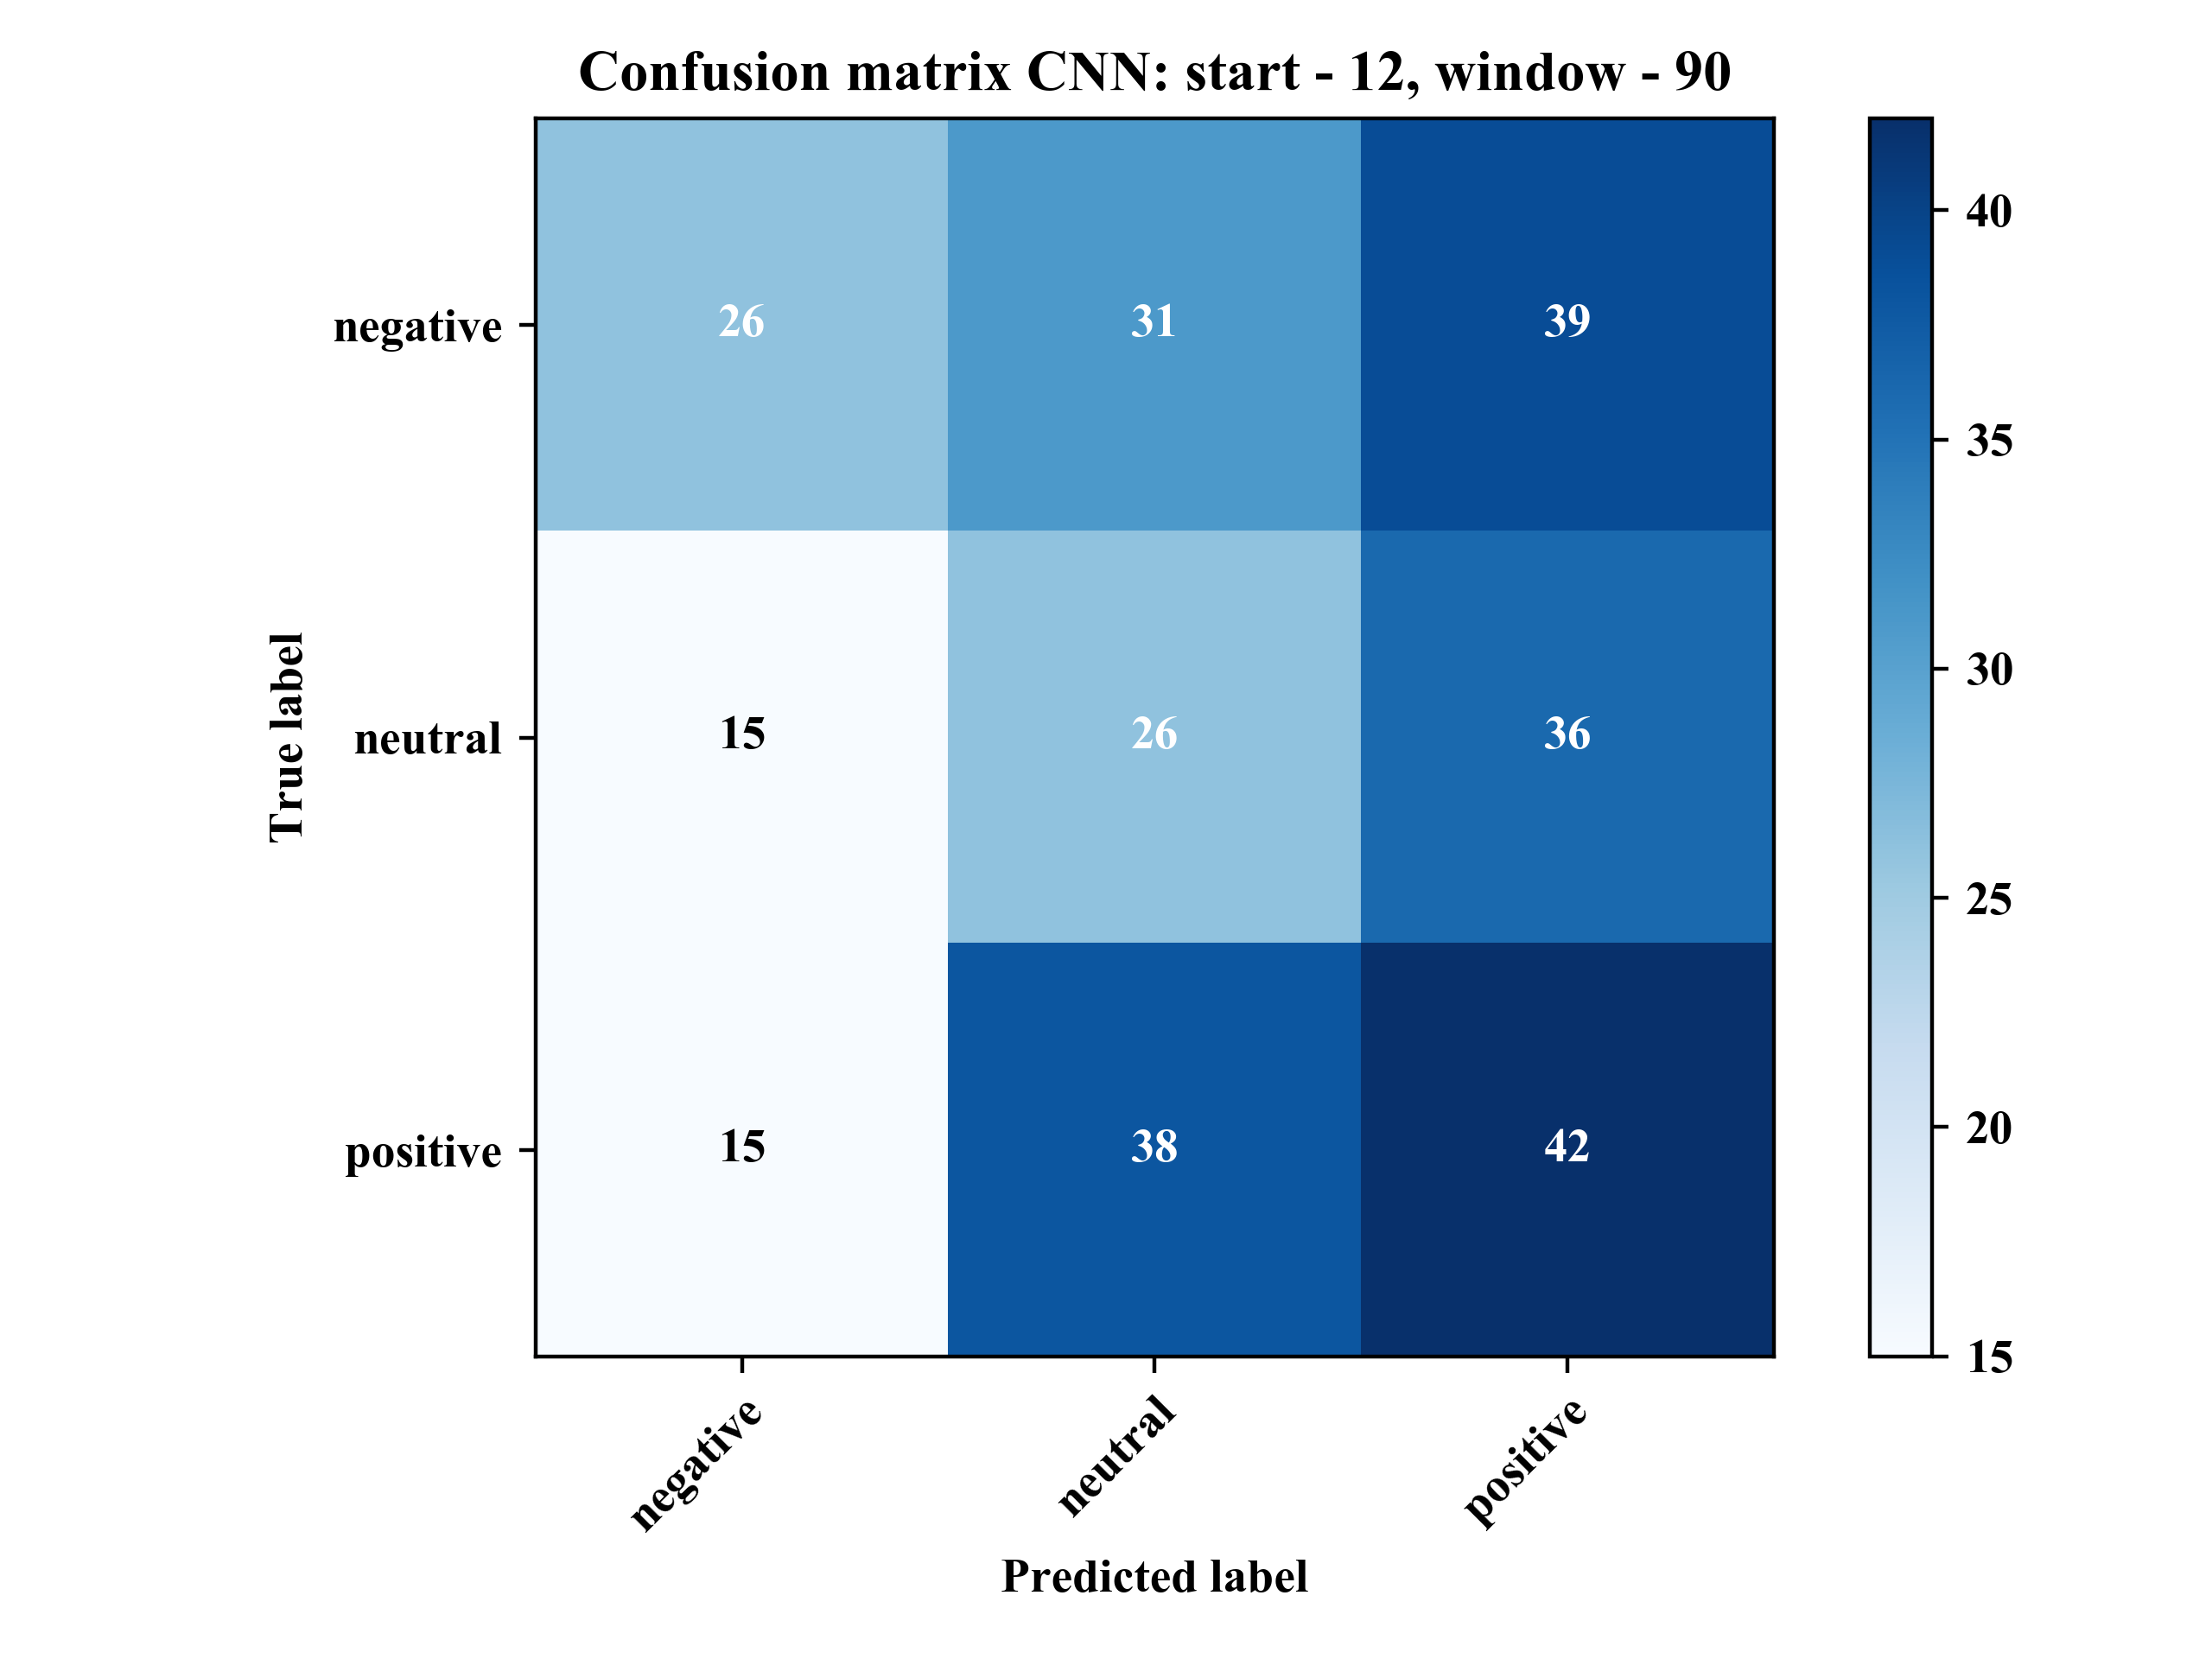 Confusion matrix CNN: start - 12, window - 90
True label
negative
26
31
39
neutral
15
26
36
positive
15
38
42
negative
neutral
positive
Predicted label
40
35
30
25
20
15